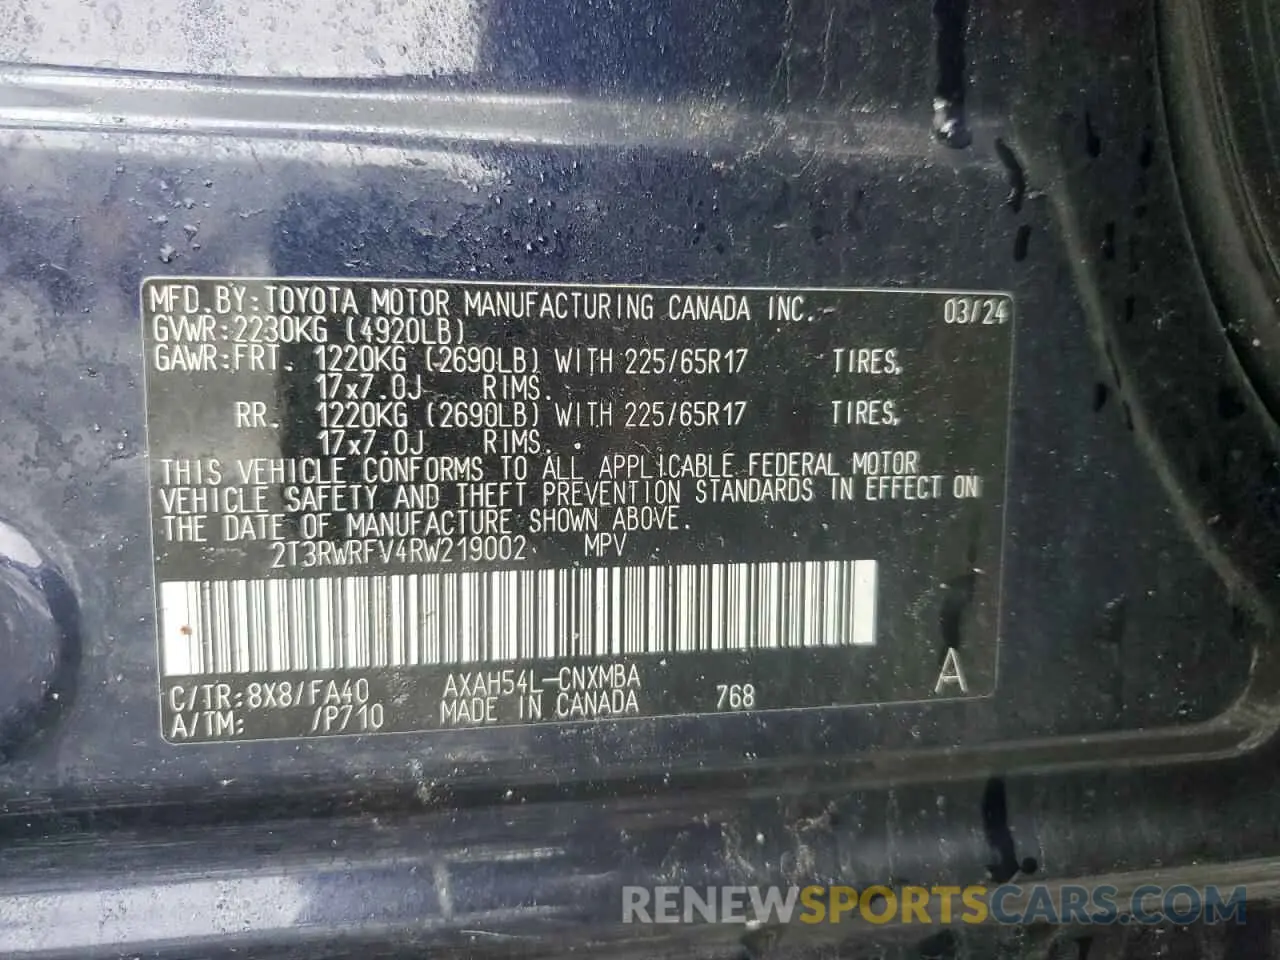 MFD.BY:TOYOTA MOTOR MANUFACTURING CANADA INC. 03/24
GVWR:2230KG (4920LB)
GAWR:FRT. 1220KG (2690LB) WITH 225/65R17 TIRES,
17x7.0J RIMS.
RR. 1220KG (2690LB) WITH 225/65R17 TIRES,
17x7.0J RIMS.
THIS VEHICLE CONFORMS TO ALL APPLICABLE FEDERAL MOTOR
VEHICLE SAFETY AND THEFT PREVENTION STANDARDS IN EFFECT ON
THE DATE OF MANUFACTURE SHOWN ABOVE.
2T3RWRFV4RW219002 MPV
C/TR:8X8/FA40 AXAH54L-CNXMBA A
A/TM: /P710 MADE IN CANADA 768
RENEWSPORTSCARS.COM